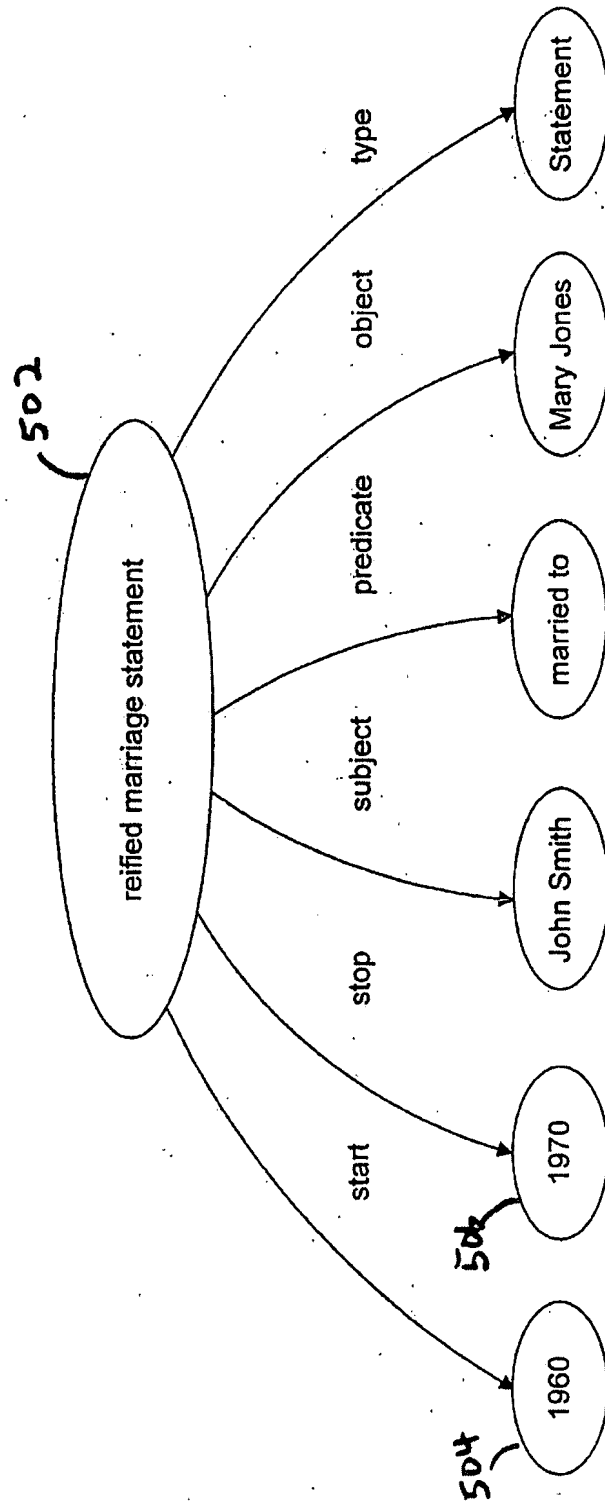 502
reified marriage statement
start
stop
subject
predicate
object
type
504
1960
506
1970
John Smith
married to
Mary Jones
Statement